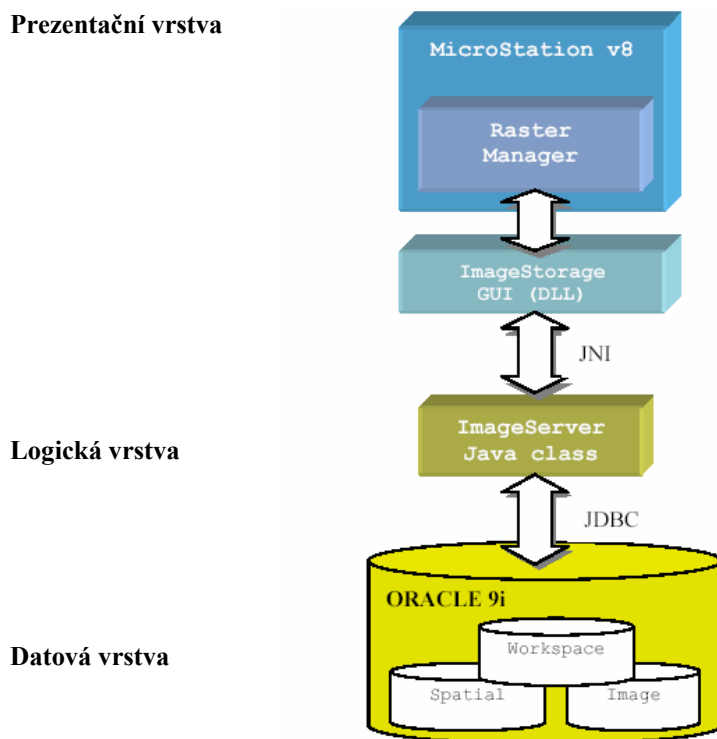 Prezentační vrstva
MicroStation v8
Raster
Manager
ImageStorage
GUI (DLL)
JNI
ImageServer
Java class
Logická vrstva
JDBC
ORACLE 9i
Workspace
Datová vrstva
Spatial
Image